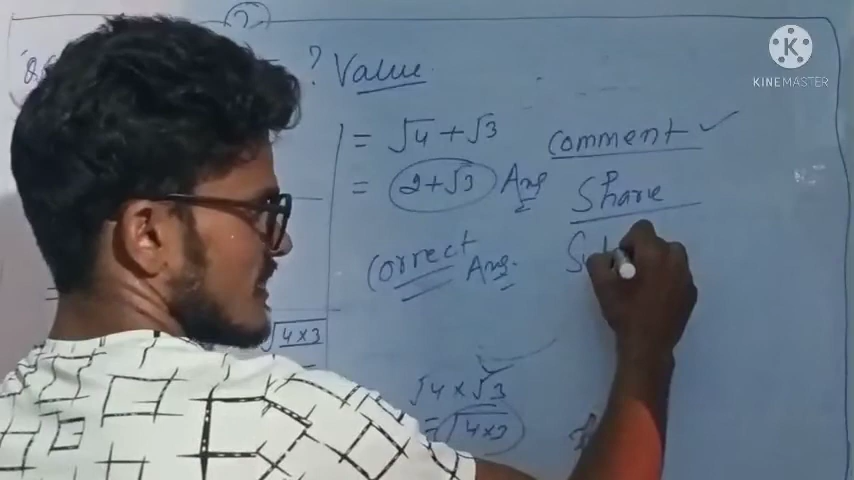 ? Value
= √4 + √3
= 2+√3 Ans
Correct Ans.
Comment ✓
Share
√4×3
√4 × √3
= √4×3
KINEMASTER